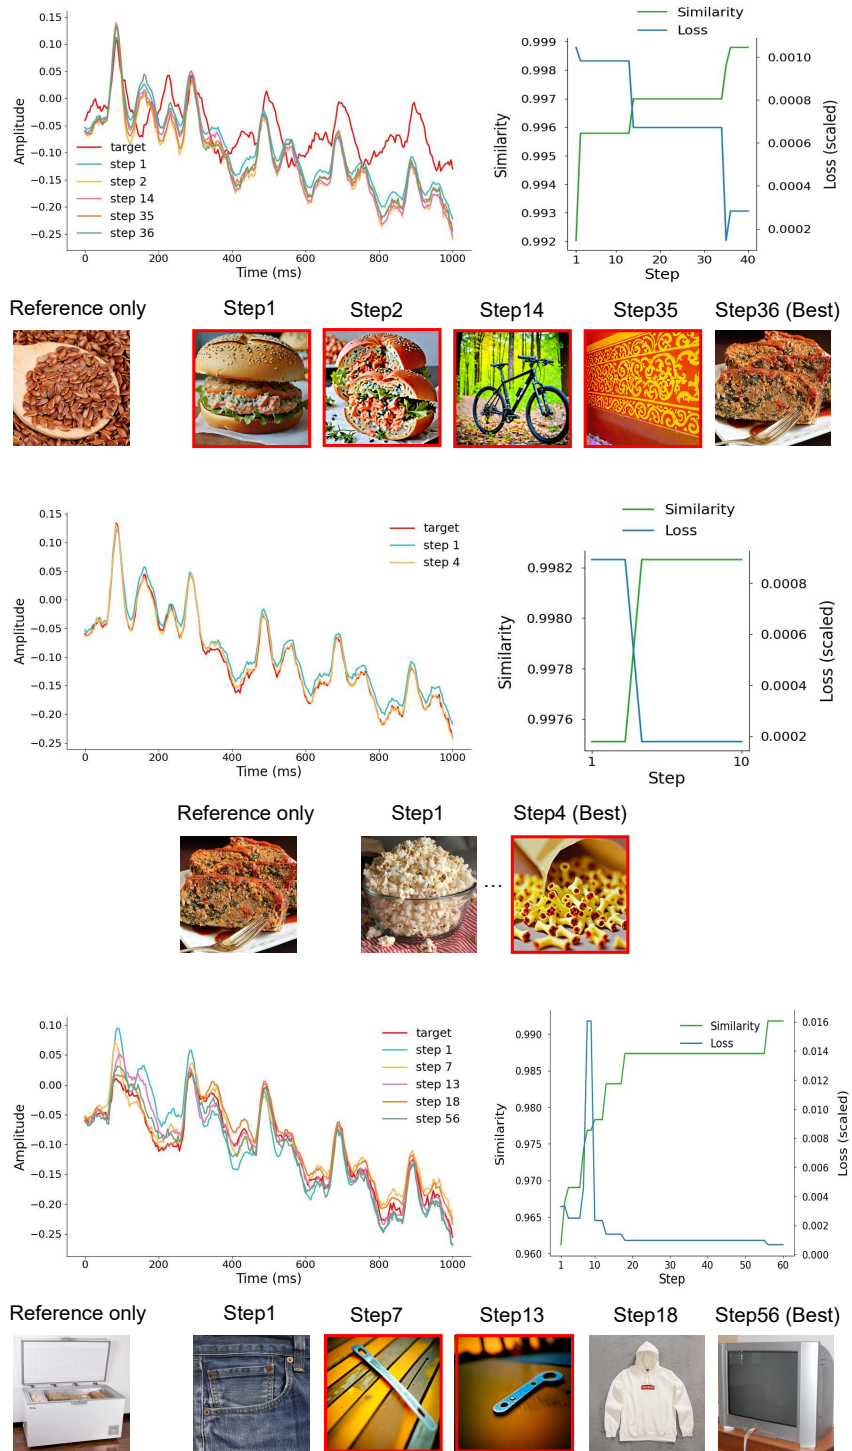 0.15
0.10
0.05
0.00
−0.05
−0.10
−0.15
−0.20
−0.25
Amplitude
target
step 1
step 2
step 14
step 35
step 36
0 200 400 600 800 1000
Time (ms)
Similarity
Loss
0.999
0.998
0.997
0.996
0.995
0.994
0.993
0.992
Similarity
0.0010
0.0008
0.0006
0.0004
0.0002
Loss (scaled)
1 10 20 30 40
Step
Reference only Step1 Step2 Step14 Step35 Step36 (Best)
0.15
0.10
0.05
0.00
−0.05
−0.10
−0.15
−0.20
−0.25
Amplitude
target
step 1
step 4
0 200 400 600 800 1000
Time (ms)
Similarity
Loss
0.9982
0.9980
0.9978
0.9976
Similarity
0.0008
0.0006
0.0004
0.0002
Loss (scaled)
1 10
Step
Reference only Step1 Step4 (Best)
...
0.10
0.05
0.00
−0.05
−0.10
−0.15
−0.20
−0.25
Amplitude
target
step 1
step 7
step 13
step 18
step 56
0 200 400 600 800 1000
Time (ms)
Similarity
Loss
0.990
0.985
0.980
0.975
0.970
0.965
0.960
Similarity
0.016
0.014
0.012
0.010
0.008
0.006
0.004
0.002
0.000
Loss (scaled)
1 10 20 30 40 50 60
Step
Reference only Step1 Step7 Step13 Step18 Step56 (Best)